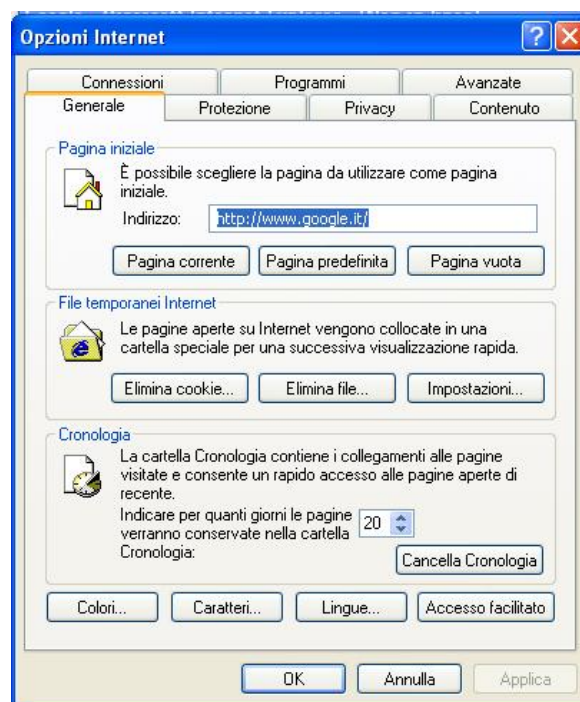 Opzioni Internet
Connessioni Programmi Avanzate
Generale Protezione Privacy Contenuto
Pagina iniziale
È possibile scegliere la pagina da utilizzare come pagina
iniziale.
Indirizzo: http://www.google.it/
Pagina corrente Pagina predefinita Pagina vuota
File temporanei Internet
Le pagine aperte su Internet vengono collocate in una
cartella speciale per una successiva visualizzazione rapida.
Elimina cookie... Elimina file... Impostazioni...
Cronologia
La cartella Cronologia contiene i collegamenti alle pagine
visitate e consente un rapido accesso alle pagine aperte di
recente.
Indicare per quanti giorni le pagine
verranno conservate nella cartella
Cronologia:
20
Cancella Cronologia
Colori... Caratteri... Lingue... Accesso facilitato
OK Annulla Applica